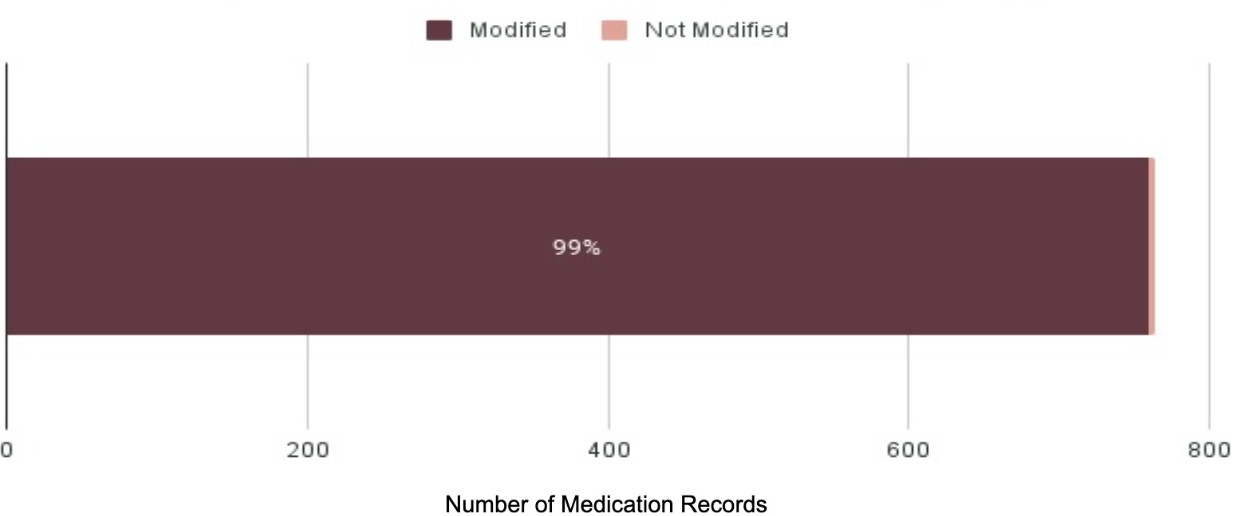 Modified Not Modified
99%
0 200 400 600 800
Number of Medication Records